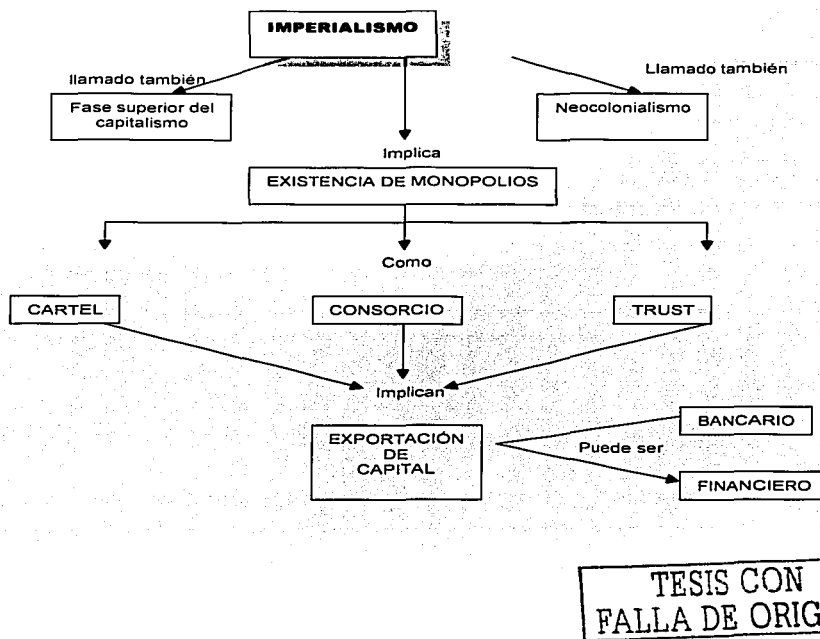 IMPERIALISMO
llamado también
Llamado también
Fase superior del
capitalismo
Neocolonialismo
Implica
EXISTENCIA DE MONOPOLIOS
Como
CARTEL
CONSORCIO
TRUST
Implican
EXPORTACIÓN
DE
CAPITAL
Puede ser
BANCARIO
FINANCIERO
TESIS CON
FALLA DE ORIG